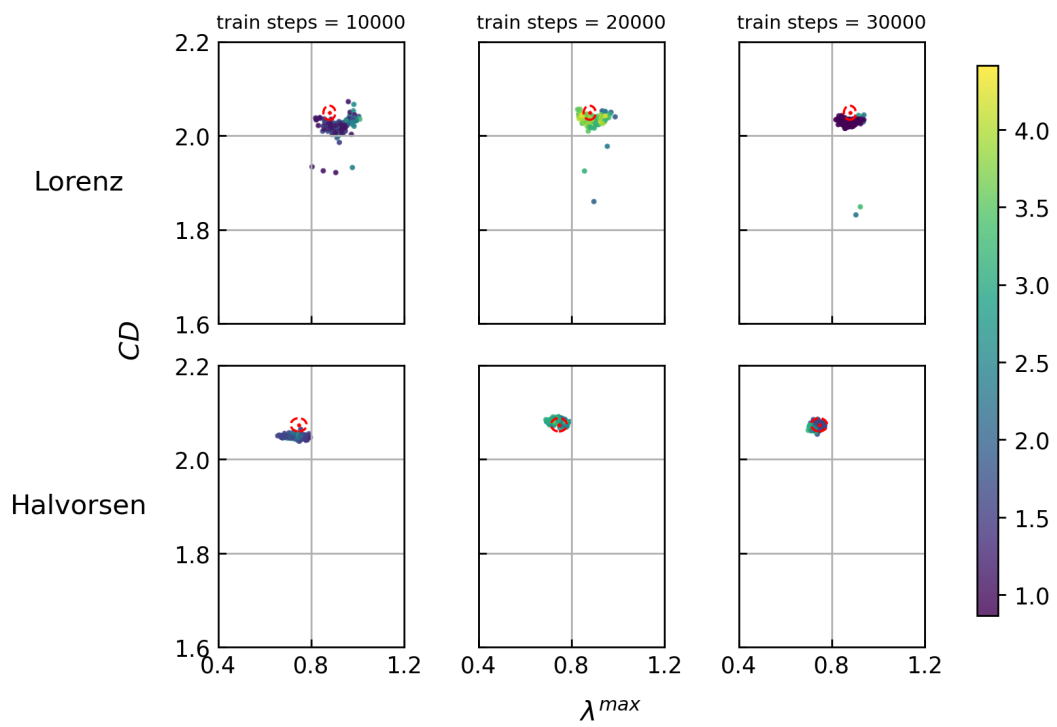 train steps = 10000
train steps = 20000
train steps = 30000
2.2
2.0
1.8
1.6
Lorenz
4.0
3.5
3.0
2.5
2.0
1.5
1.0
CD
2.2
2.0
1.8
1.6
Halvorsen
0.4 0.8 1.2
0.4 0.8 1.2
0.4 0.8 1.2
λ^max